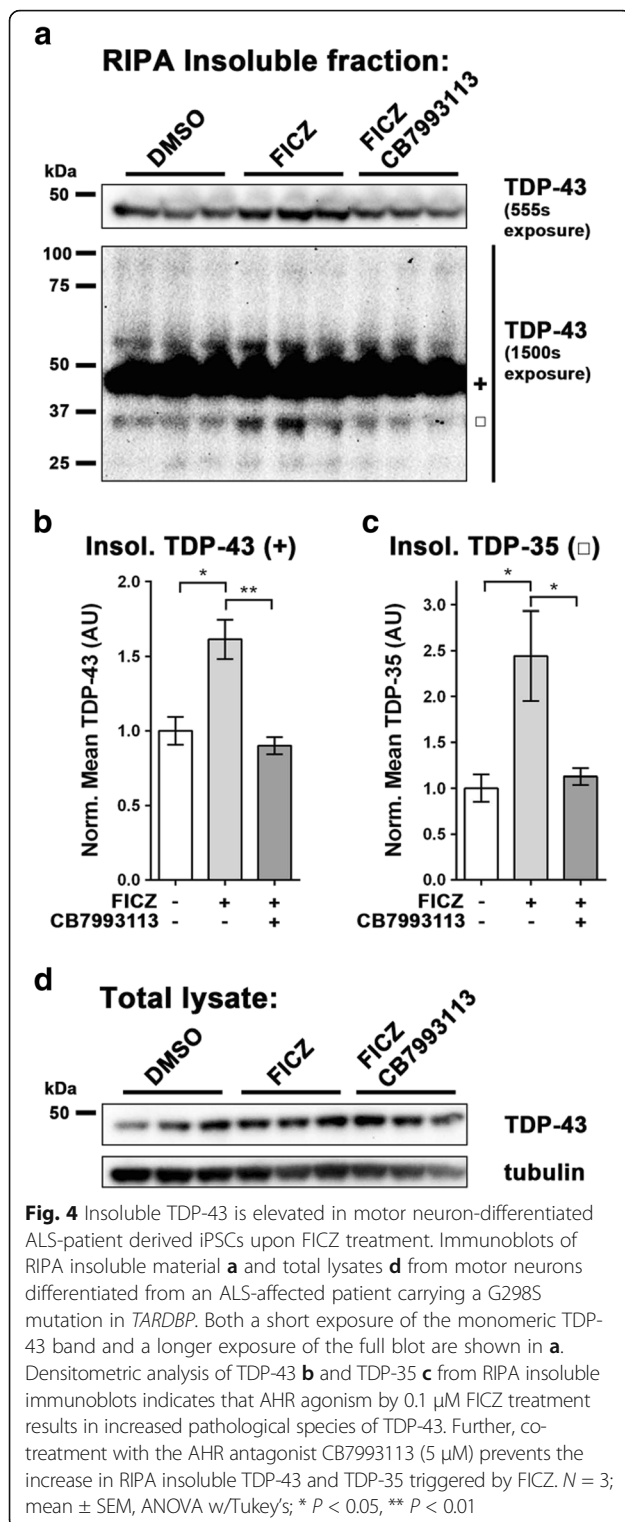 a
RIPA Insoluble fraction:
DMSO FICZ FICZ CB7993113
kDa
50
TDP-43
(555s
exposure)
100
75
50
37
25
TDP-43
(1500s
exposure)
+
□
b
Insol. TDP-43 (+)
Norm. Mean TDP-43 (AU)
2.0
1.5
1.0
0.5
0.0
* **
FICZ - + +
CB7993113 - - +
c
Insol. TDP-35 (□)
Norm. Mean TDP-35 (AU)
3.0
2.5
2.0
1.5
1.0
0.5
0.0
* *
- + +
- - +
d
Total lysate:
DMSO FICZ FICZ CB7993113
kDa
50
TDP-43
tubulin
Fig. 4 Insoluble TDP-43 is elevated in motor neuron-differentiated
ALS-patient derived iPSCs upon FICZ treatment. Immunoblots of
RIPA insoluble material a and total lysates d from motor neurons
differentiated from an ALS-affected patient carrying a G298S
mutation in TARDBP. Both a short exposure of the monomeric TDP-
43 band and a longer exposure of the full blot are shown in a.
Densitometric analysis of TDP-43 b and TDP-35 c from RIPA insoluble
immunoblots indicates that AHR agonism by 0.1 μM FICZ treatment
results in increased pathological species of TDP-43. Further, co-
treatment with the AHR antagonist CB7993113 (5 μM) prevents the
increase in RIPA insoluble TDP-43 and TDP-35 triggered by FICZ. N = 3;
mean ± SEM, ANOVA w/Tukey's; * P < 0.05, ** P < 0.01